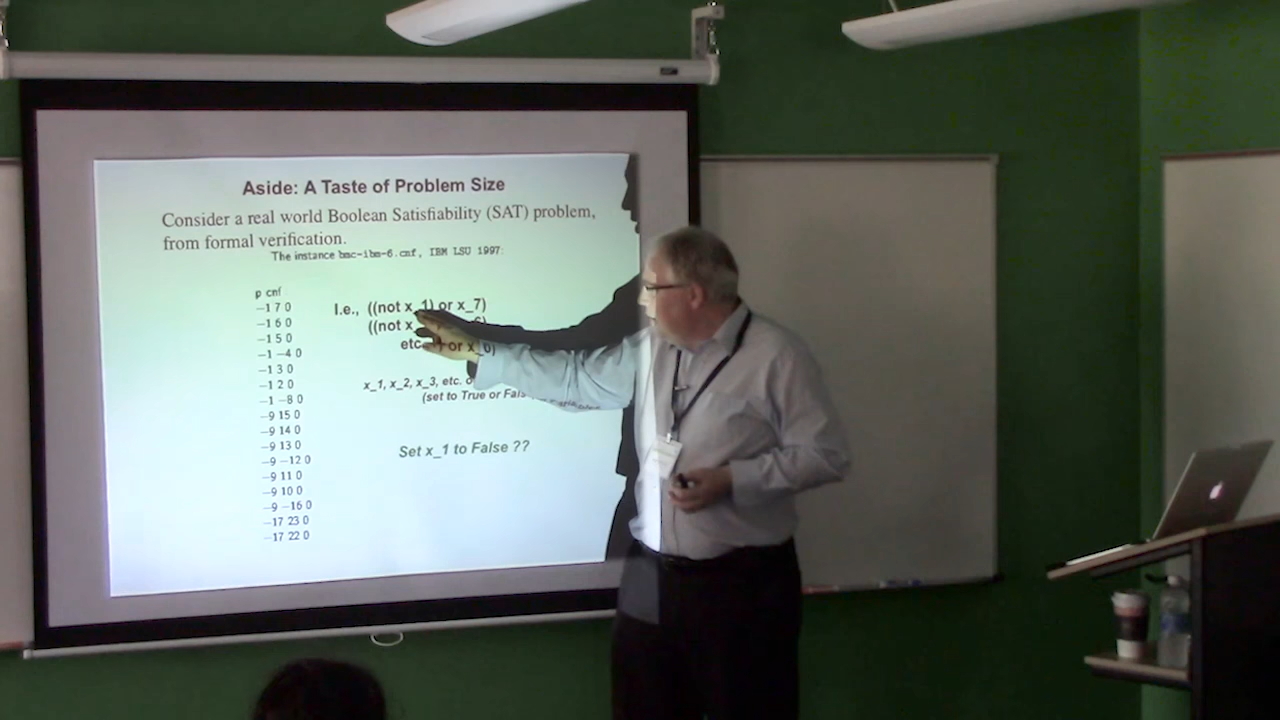 Aside: A Taste of Problem Size
Consider a real world Boolean Satisfiability (SAT) problem,
from formal verification.
The instance bmc-ibm-6.cnf, IBM LSU 1997:
p cnf
−1 7 0
−1 6 0
−1 5 0
−1 −4 0
−1 3 0
−1 2 0
−1 −8 0
−9 15 0
−9 14 0
−9 13 0
−9 −12 0
−9 11 0
−9 10 0
−9 −16 0
−17 23 0
−17 22 0
I.e., ((not x_1) or x_7)
((not x
etc. or x_6)
x_1, x_2, x_3, etc.
(set to True or
Set x_1 to False ??